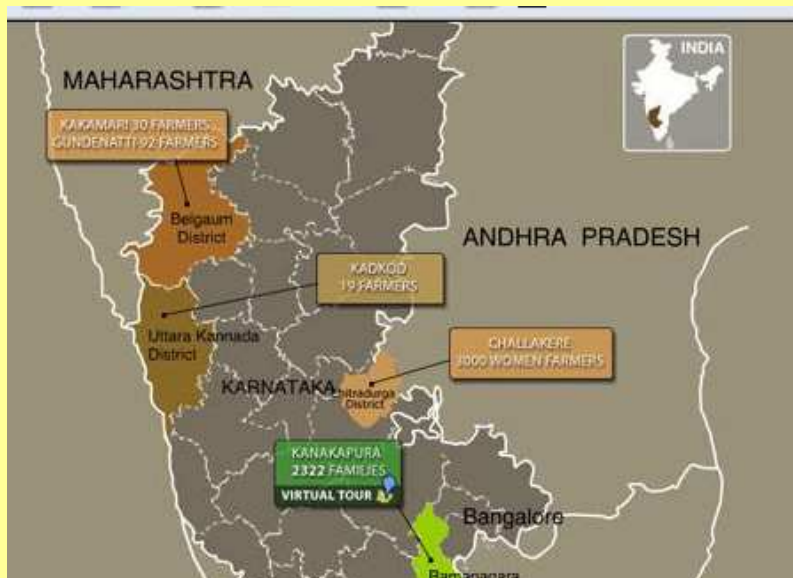 INDIA
MAHARASHTRA
KAKAMARI 30 FARMERS
GUNDENATTI 92 FARMERS
Belgaum
District
ANDHRA PRADESH
KADKOD
19 FARMERS
Uttara Kannada
District
CHALLAKERE
3000 WOMEN FARMERS
KARNATAKA
Chitradurga
District
KANAKAPURA
2322 FAMILIES
VIRTUAL TOUR
Bangalore
Ramanagara